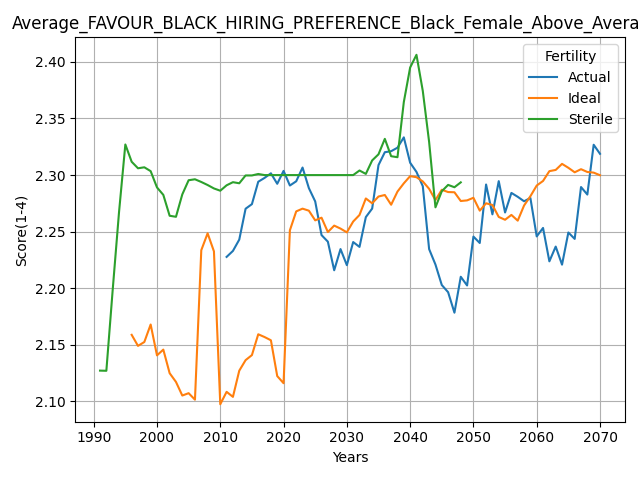 Average_FAVOUR_BLACK_HIRING_PREFERENCE_Black_Female_Above_Avera
Fertility
Actual
Ideal
Sterile
Score(1-4)
2.40
2.35
2.30
2.25
2.20
2.15
2.10
1990 2000 2010 2020 2030 2040 2050 2060 2070
Years